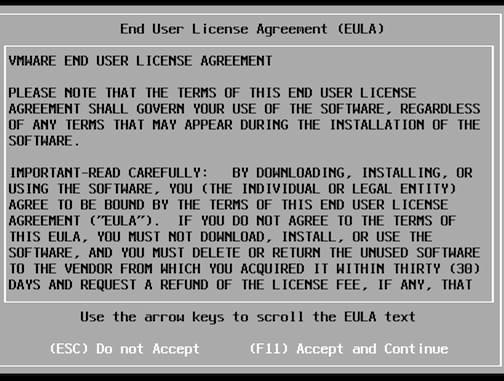 End User License Agreement (EULA)
VMWARE END USER LICENSE AGREEMENT
PLEASE NOTE THAT THE TERMS OF THIS END USER LICENSE
AGREEMENT SHALL GOVERN YOUR USE OF THE SOFTWARE, REGARDLESS
OF ANY TERMS THAT MAY APPEAR DURING THE INSTALLATION OF THE
SOFTWARE.
IMPORTANT-READ CAREFULLY:   BY DOWNLOADING, INSTALLING, OR
USING THE SOFTWARE, YOU (THE INDIVIDUAL OR LEGAL ENTITY)
AGREE TO BE BOUND BY THE TERMS OF THIS END USER LICENSE
AGREEMENT ("EULA").  IF YOU DO NOT AGREE TO THE TERMS OF
THIS EULA, YOU MUST NOT DOWNLOAD, INSTALL, OR USE THE
SOFTWARE, AND YOU MUST DELETE OR RETURN THE UNUSED SOFTWARE
TO THE VENDOR FROM WHICH YOU ACQUIRED IT WITHIN THIRTY (30)
DAYS AND REQUEST A REFUND OF THE LICENSE FEE, IF ANY, THAT
Use the arrow keys to scroll the EULA text
(ESC) Do not Accept      (F11) Accept and Continue